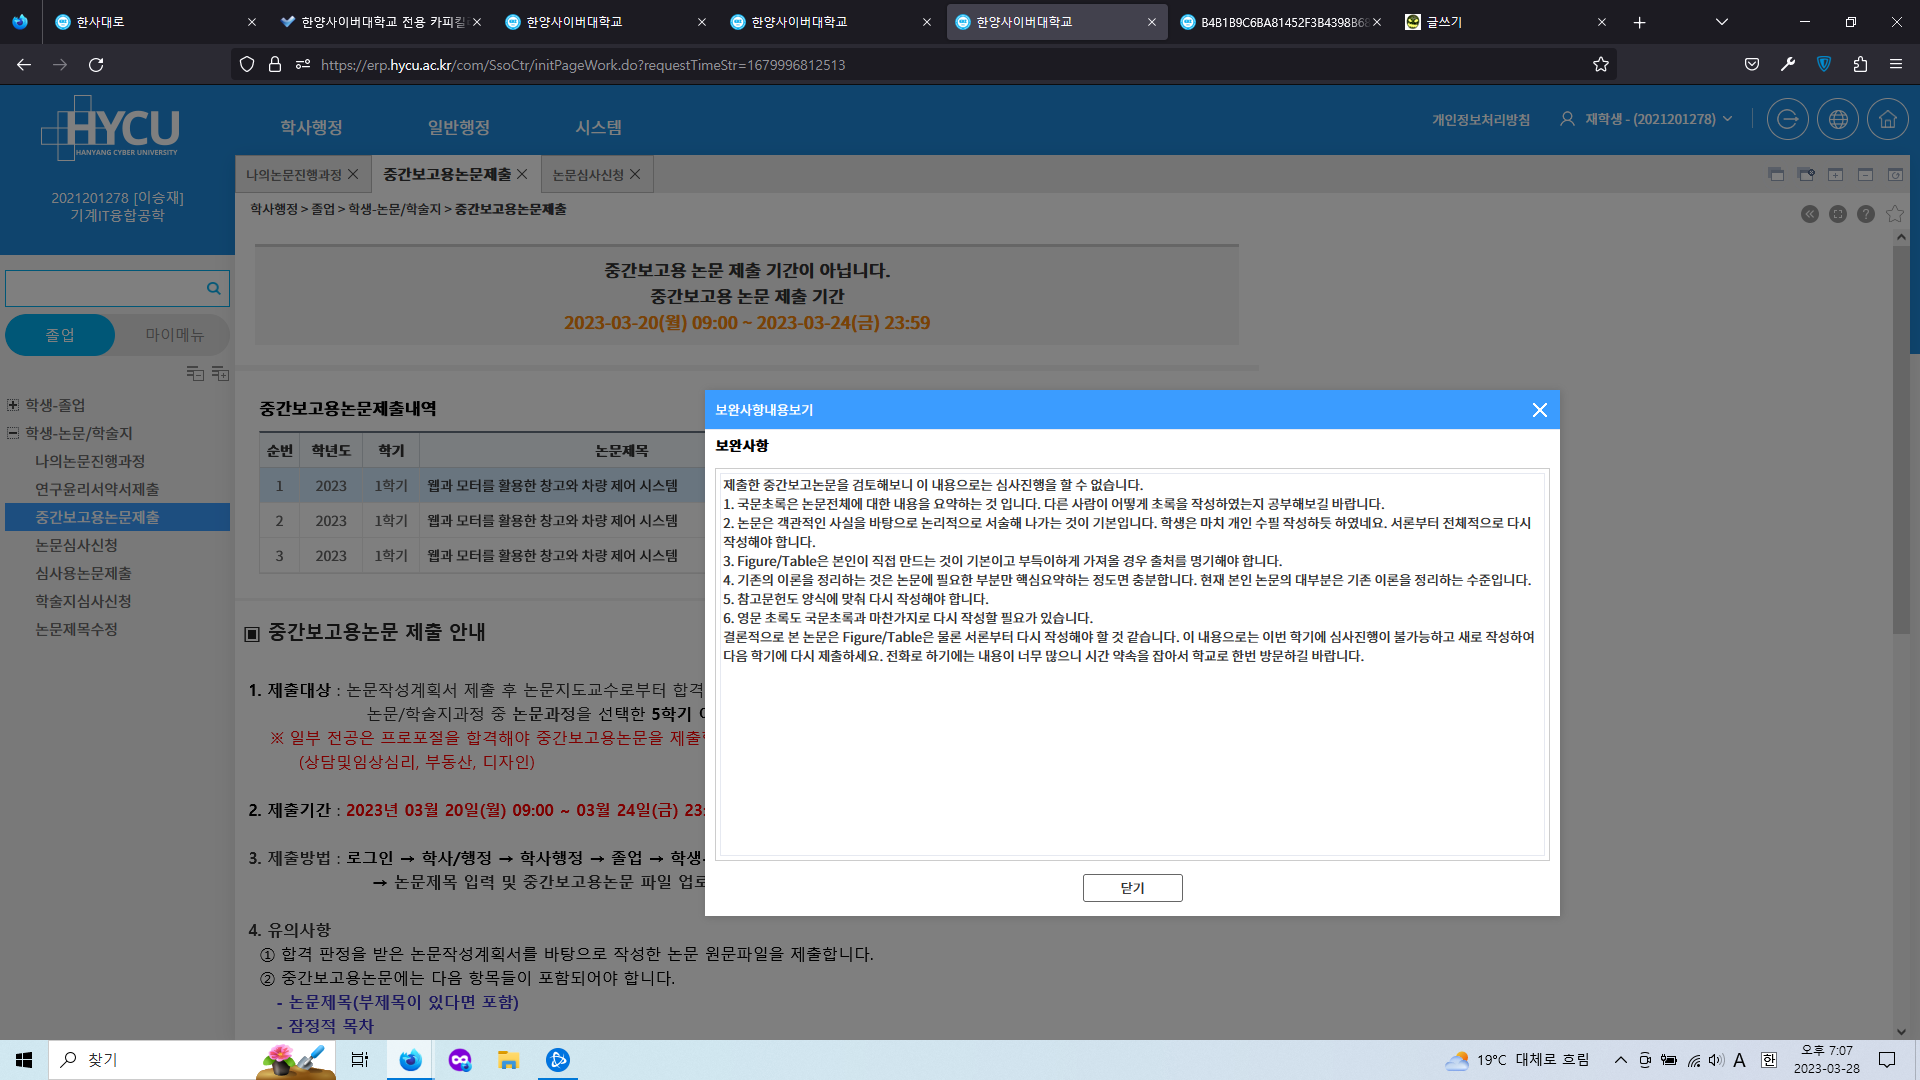 한사대로
한양사이버대학교 전용 카피킬
한양사이버대학교
한양사이버대학교
한양사이버대학교
B4B1B9C6BA81452F3B4398B68
글쓰기
https://erp.hycu.ac.kr/com/SsoCtr/initPageWork.do?requestTimeStr=1679996812513
HYCU
HANYANG CYBER UNIVERSITY
학사행정
일반행정
시스템
개인정보처리방침
재학생 - (2021201278)
2021201278 [이승재]
기계IT융합공학
나의논문진행과정
중간보고용논문제출
논문심사신청
학사행정 > 졸업 > 학생-논문/학술지 > 중간보고용논문제출
졸업
마이메뉴
학생-졸업
학생-논문/학술지
나의논문진행과정
연구윤리서약서제출
중간보고용논문제출
논문심사신청
심사용논문제출
학술지심사신청
논문제목수정
중간보고용 논문 제출 기간이 아닙니다.
중간보고용 논문 제출 기간
2023-03-20(월) 09:00 ~ 2023-03-24(금) 23:59
중간보고용논문제출내역
순번 학년도 학기 논문제목
1 2023 1학기 웹과 모터를 활용한 창고와 차량 제어 시스템
2 2023 1학기 웹과 모터를 활용한 창고와 차량 제어 시스템
3 2023 1학기 웹과 모터를 활용한 창고와 차량 제어 시스템
▣ 중간보고용논문 제출 안내
1. 제출대상 : 논문작성계획서 제출 후 논문지도교수로부터 합격
논문/학술지과정 중 논문과정을 선택한 5학기
※ 일부 전공은 프로포절을 합격해야 중간보고용논문을 제출
(상담및임상심리, 부동산, 디자인)
2. 제출기간 : 2023년 03월 20일(월) 09:00 ~ 03월 24일(금) 23:
3. 제출방법 : 로그인 → 학사/행정 → 학사행정 → 졸업 → 학생-
→ 논문제목 입력 및 중간보고용논문 파일 업로
4. 유의사항
① 합격 판정을 받은 논문작성계획서를 바탕으로 작성한 논문 원문파일을 제출합니다.
② 중간보고용논문에는 다음 항목들이 포함되어야 합니다.
- 논문제목(부제목이 있다면 포함)
- 잠정적 목차
보완사항내용보기
보완사항
제출한 중간보고논문을 검토해보니 이 내용으로는 심사진행을 할 수 없습니다.
1. 국문초록은 논문전체에 대한 내용을 요약하는 것 입니다. 다른 사람이 어떻게 초록을 작성하였는지 공부해보길 바랍니다.
2. 논문은 객관적인 사실을 바탕으로 논리적으로 서술해 나가는 것이 기본입니다. 학생은 마치 개인 수필 작성하듯 하였네요. 서론부터 전체적으로 다시
작성해야 합니다.
3. Figure/Table은 본인이 직접 만드는 것이 기본이고 부득이하게 가져올 경우 출처를 명기해야 합니다.
4. 기존의 이론을 정리하는 것은 논문에 필요한 부분만 핵심요약하는 정도면 충분합니다. 현재 본인 논문의 대부분은 기존 이론을 정리하는 수준입니다.
5. 참고문헌도 양식에 맞춰 다시 작성해야 합니다.
6. 영문 초록도 국문초록과 마찬가지로 다시 작성할 필요가 있습니다.
결론적으로 본 논문은 Figure/Table은 물론 서론부터 다시 작성해야 할 것 같습니다. 이 내용으로는 이번 학기에 심사진행이 불가능하고 새로 작성하여
다음 학기에 다시 제출하세요. 전화로 하기에는 내용이 너무 많으니 시간 약속을 잡아서 학교로 한번 방문하길 바랍니다.
닫기
찾기
19°C 대체로 흐림
A
한
오후 7:07
2023-03-28